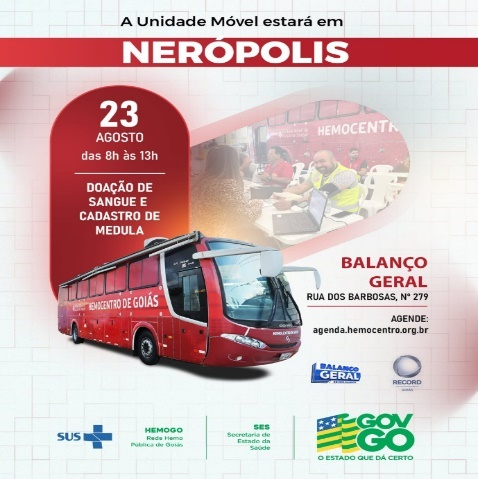 A Unidade Móvel estará em
NERÓPOLIS
23
AGOSTO
das 8h às 13h
DOAÇÃO DE
SANGUE E
CADASTRO DE
MEDULA
HEMOCENTRO
HEMOCENTRO DE GOIÁS
BALANÇO
GERAL
RUA DOS BARBOSAS, N° 279
AGENDE:
agenda.hemocentro.org.br
BALANÇO
GERAL
RECORD
SUS
HEMOGO
Rede Hemo
Pública de Goiás
SES
Secretaria de
Estado da
Saúde
GOV
GO
O ESTADO QUE DÁ CERTO